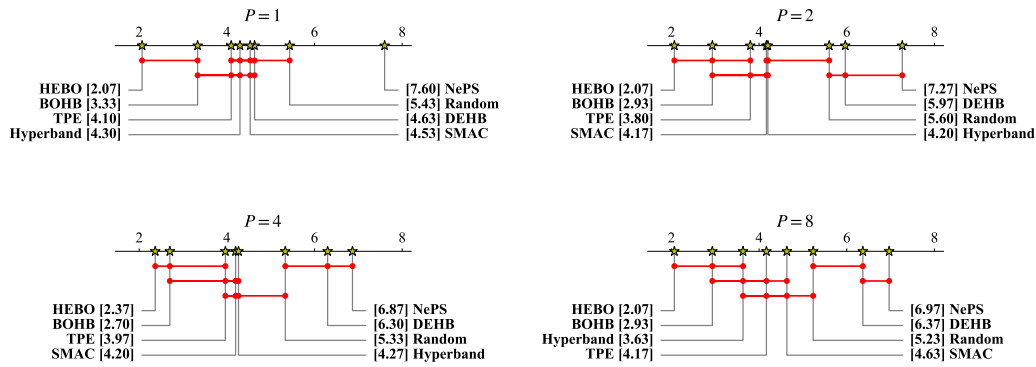 P = 1
2 4 6 8
HEBO [2.07]
BOHB [3.33]
TPE [4.10]
Hyperband [4.30]
[7.60] NePS
[5.43] Random
[4.63] DEHB
[4.53] SMAC
P = 2
2 4 6 8
HEBO [2.07]
BOHB [2.93]
TPE [3.80]
SMAC [4.17]
[7.27] NePS
[5.97] DEHB
[5.60] Random
[4.20] Hyperband
P = 4
2 4 6 8
HEBO [2.37]
BOHB [2.70]
TPE [3.97]
SMAC [4.20]
[6.87] NePS
[6.30] DEHB
[5.33] Random
[4.27] Hyperband
P = 8
2 4 6 8
HEBO [2.07]
BOHB [2.93]
Hyperband [3.63]
TPE [4.17]
[6.97] NePS
[6.37] DEHB
[5.23] Random
[4.63] SMAC